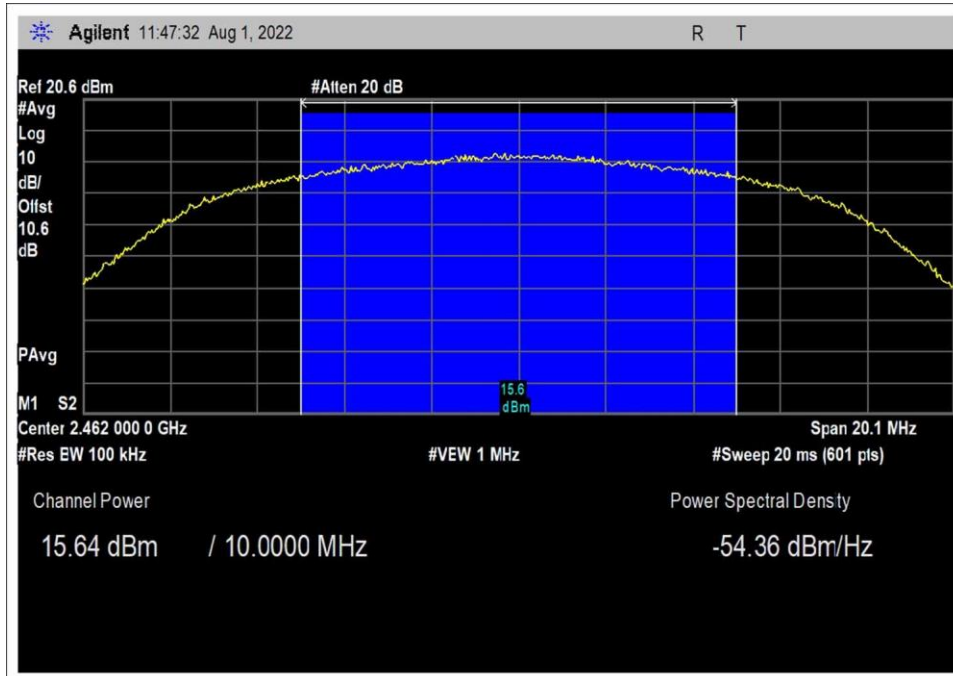 Agilent 11:47:32 Aug 1, 2022 R T
Ref 20.6 dBm #Atten 20 dB
#Avg
Log
10
dB/
Offst
10.6
dB
PAvg
15.6
dBm
M1 S2
Center 2.462 000 0 GHz Span 20.1 MHz
#Res BW 100 kHz #VBW 1 MHz #Sweep 20 ms (601 pts)
Channel Power Power Spectral Density
15.64 dBm / 10.0000 MHz -54.36 dBm/Hz